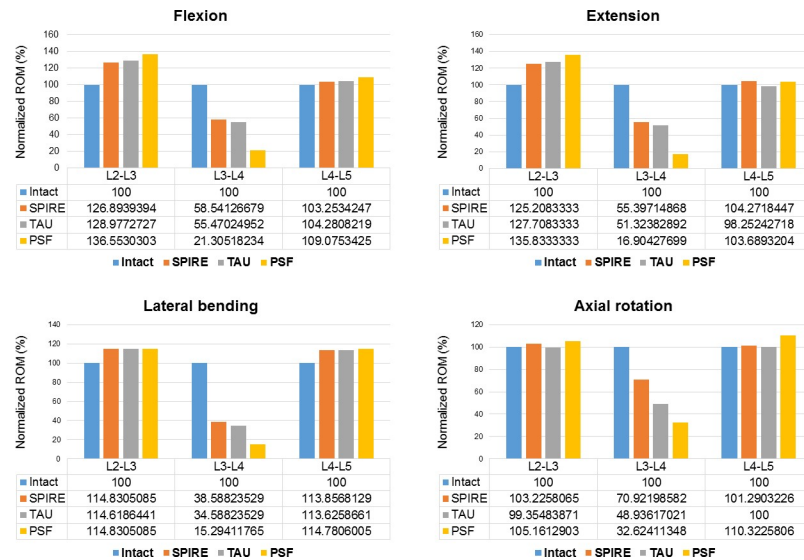 Flexion
Normalized ROM (%)
160
140
120
100
80
60
40
20
0
L2-L3 L3-L4 L4-L5
Intact 100 100 100
SPIRE 126.8939394 58.54126679 103.2534247
TAU 128.9772727 55.47024952 104.2808219
PSF 136.5530303 21.30518234 109.0753425
Intact SPIRE TAU PSF
Extension
Normalized ROM (%)
160
140
120
100
80
60
40
20
0
L2-L3 L3-L4 L4-L5
Intact 100 100 100
SPIRE 125.2083333 55.39714868 104.2718447
TAU 127.7083333 51.32382892 98.25242718
PSF 135.8333333 16.90427699 103.6893204
Intact SPIRE TAU PSF
Lateral bending
Normalized ROM (%)
140
120
100
80
60
40
20
0
L2-L3 L3-L4 L4-L5
Intact 100 100 100
SPIRE 114.8305085 38.58823529 113.8568129
TAU 114.6186441 34.58823529 113.6258661
PSF 114.8305085 15.29411765 114.7806005
Intact SPIRE TAU PSF
Axial rotation
Normalized ROM (%)
120
100
80
60
40
20
0
L2-L3 L3-L4 L4-L5
Intact 100 100 100
SPIRE 103.2258065 70.92198582 101.2903226
TAU 99.35483871 48.93617021 100
PSF 105.1612903 32.62411348 110.3225806
Intact SPIRE TAU PSF